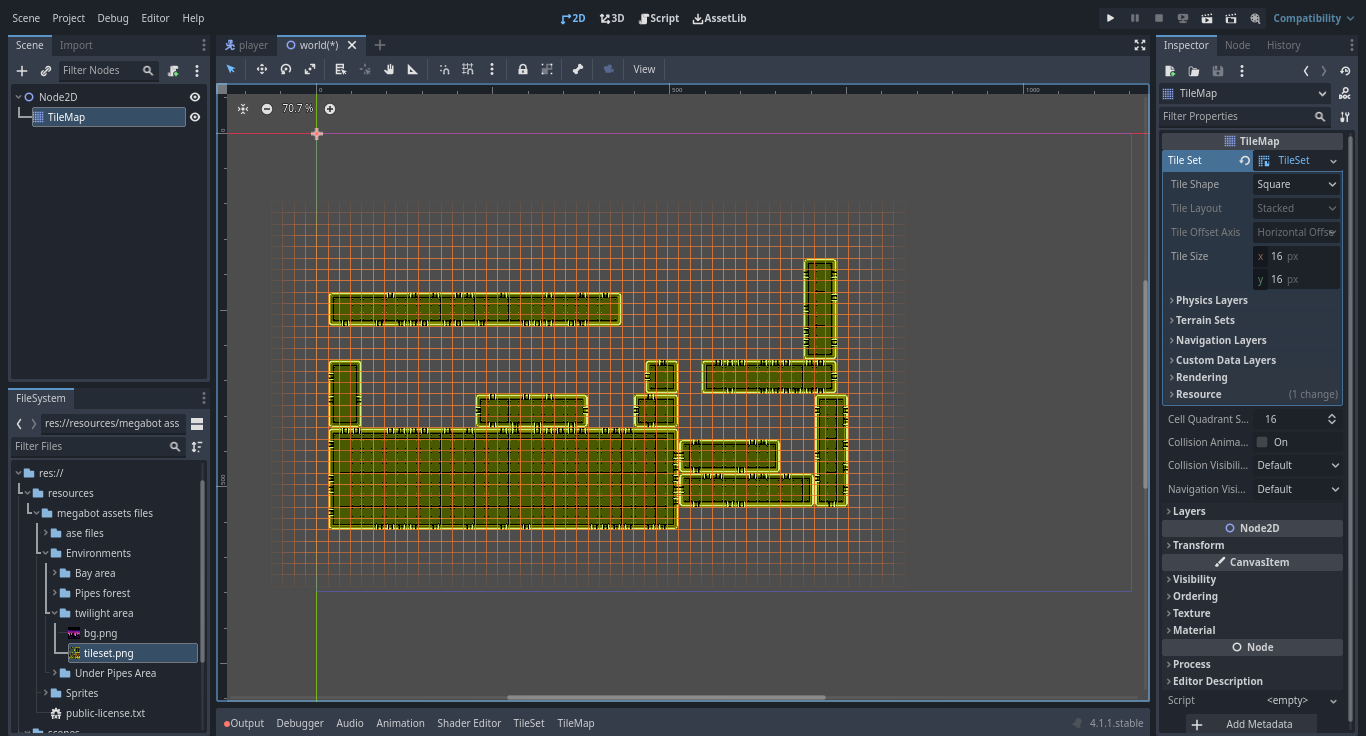 Scene Project Debug Editor Help
2D 3D Script AssetLib
Compatibility
Scene Import
Filter Nodes
Node2D
TileMap
FileSystem
res://resources/megabot ass
Filter Files
res://
resources
megabot assets files
ase files
Environments
Bay area
Pipes forest
twilight area
bg.png
tileset.png
Under Pipes Area
Sprites
public-license.txt
scenes
player world(*)
View
0 500 1000
70.7 %
0
500
Output Debugger Audio Animation Shader Editor TileSet TileMap 4.1.1.stable
Inspector Node History
TileMap
Filter Properties
TileMap
Tile Set TileSet
Tile Shape Square
Tile Layout Stacked
Tile Offset Axis Horizontal Offse
Tile Size x 16 px
y 16 px
Physics Layers
Terrain Sets
Navigation Layers
Custom Data Layers
Rendering
Resource (1 change)
Cell Quadrant S... 16
Collision Anima... On
Collision Visibili... Default
Navigation Visi... Default
Layers
Node2D
Transform
CanvasItem
Visibility
Ordering
Texture
Material
Node
Process
Editor Description
Script <empty>
Add Metadata